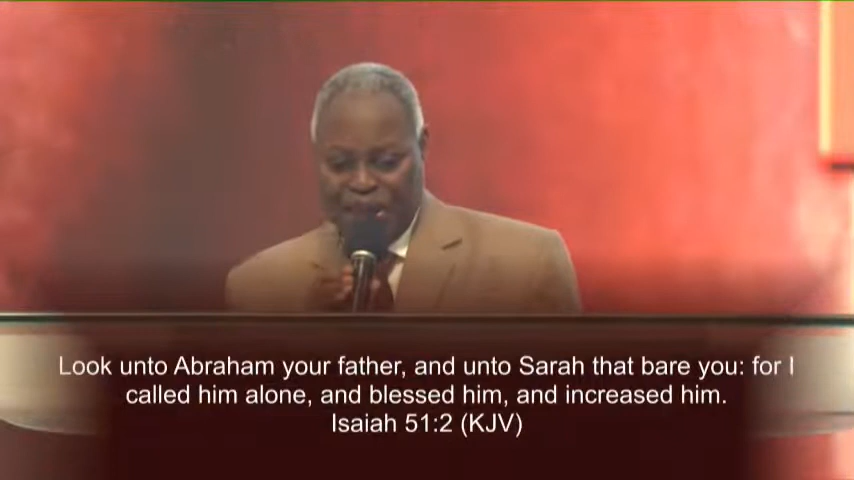 Look unto Abraham your father, and unto Sarah that bare you: for I
called him alone, and blessed him, and increased him.
Isaiah 51:2 (KJV)